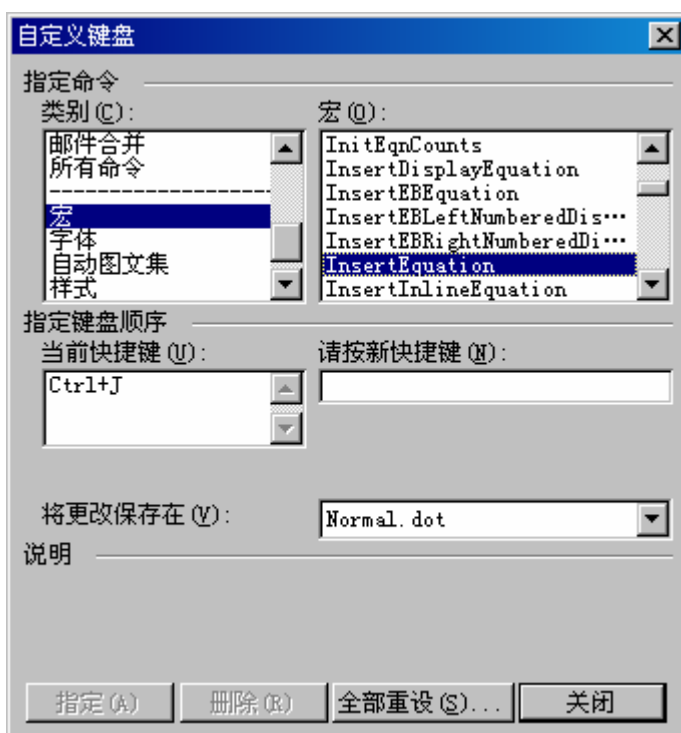 自定义键盘
指定命令
类别(C): 宏(O):
邮件合并
所有命令
--------------------
宏
字体
自动图文集
样式
InitEqnCounts
InsertDisplayEquation
InsertEBEquation
InsertEBLeftNumberedDis···
InsertEBRightNumberedDi···
InsertEquation
InsertInlineEquation
指定键盘顺序
当前快捷键(U): 请按新快捷键(N):
Ctrl+J
将更改保存在(V): Normal.dot
说明
指定(A) 删除(R) 全部重设(S)... 关闭